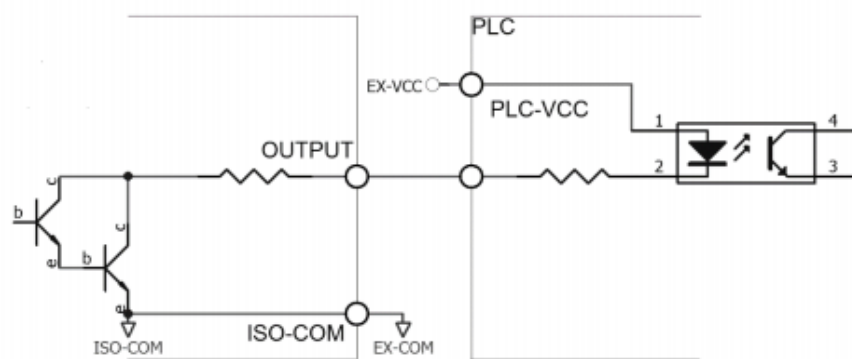 PLC
EX-VCC
PLC-VCC
1
4
OUTPUT
2
3
c
b
c
e
b
e
ISO-COM
ISO-COM
EX-COM